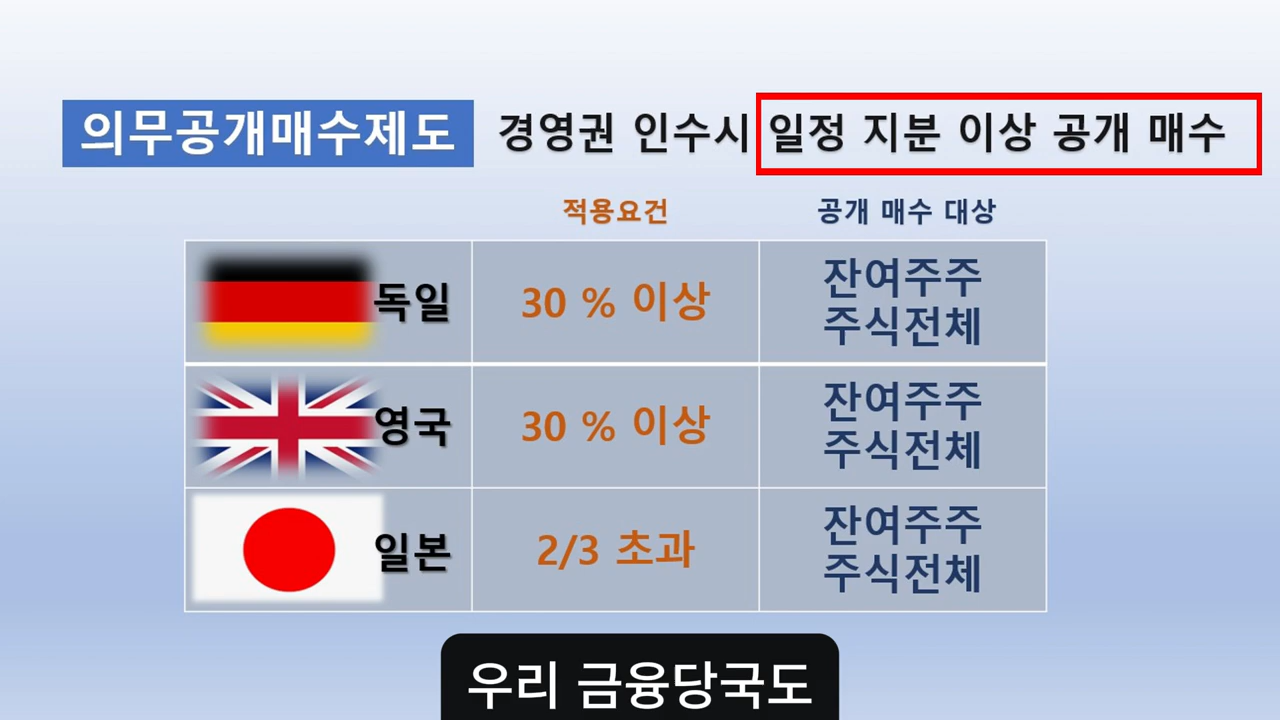 의무공개매수제도 경영권 인수시 일정 지분 이상 공개 매수
적용요건 공개 매수 대상
독일 30 % 이상 잔여주주
주식전체
영국 30 % 이상 잔여주주
주식전체
일본 2/3 초과 잔여주주
주식전체
우리 금융당국도